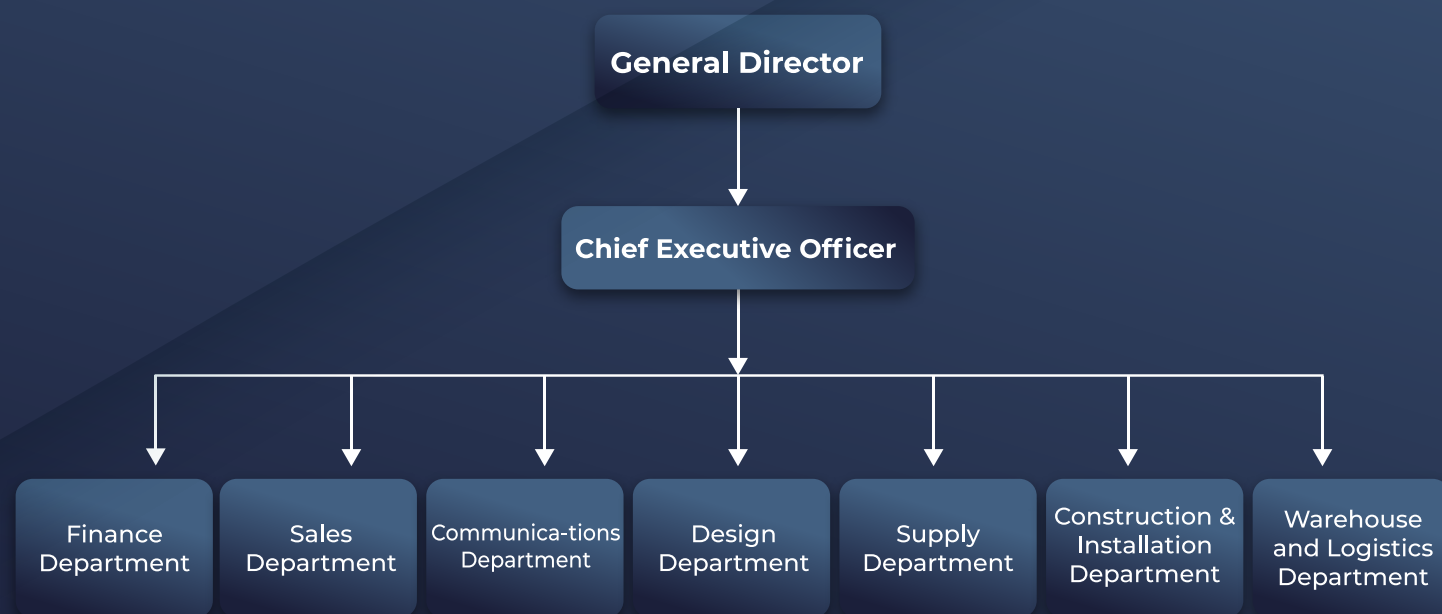 General Director
Chief Executive Officer
Finance
Department
Sales
Department
Communica-tions
Department
Design
Department
Supply
Department
Construction &
Installation
Department
Warehouse
and Logistics
Department